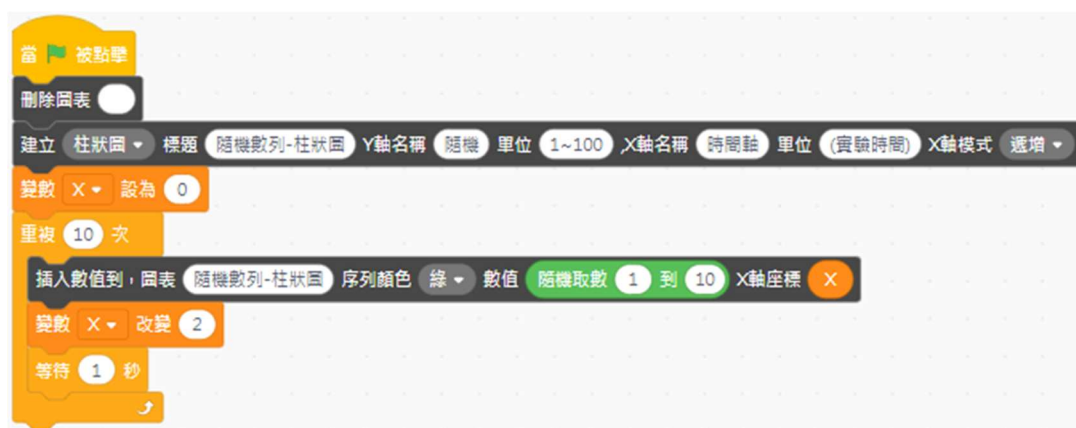 當 被點擊
刪除圖表
建立 柱狀圖 標題 隨機數列-柱狀圖 Y軸名稱 隨機 單位 1~100 ,X軸名稱 時間軸 單位 (實驗時間) X軸模式 遞增
變數 X 設為 0
重複 10 次
插入數值到，圖表 隨機數列-柱狀圖 序列顏色 綠 數值 隨機取數 1 到 10 X軸座標 X
變數 X 改變 2
等待 1 秒